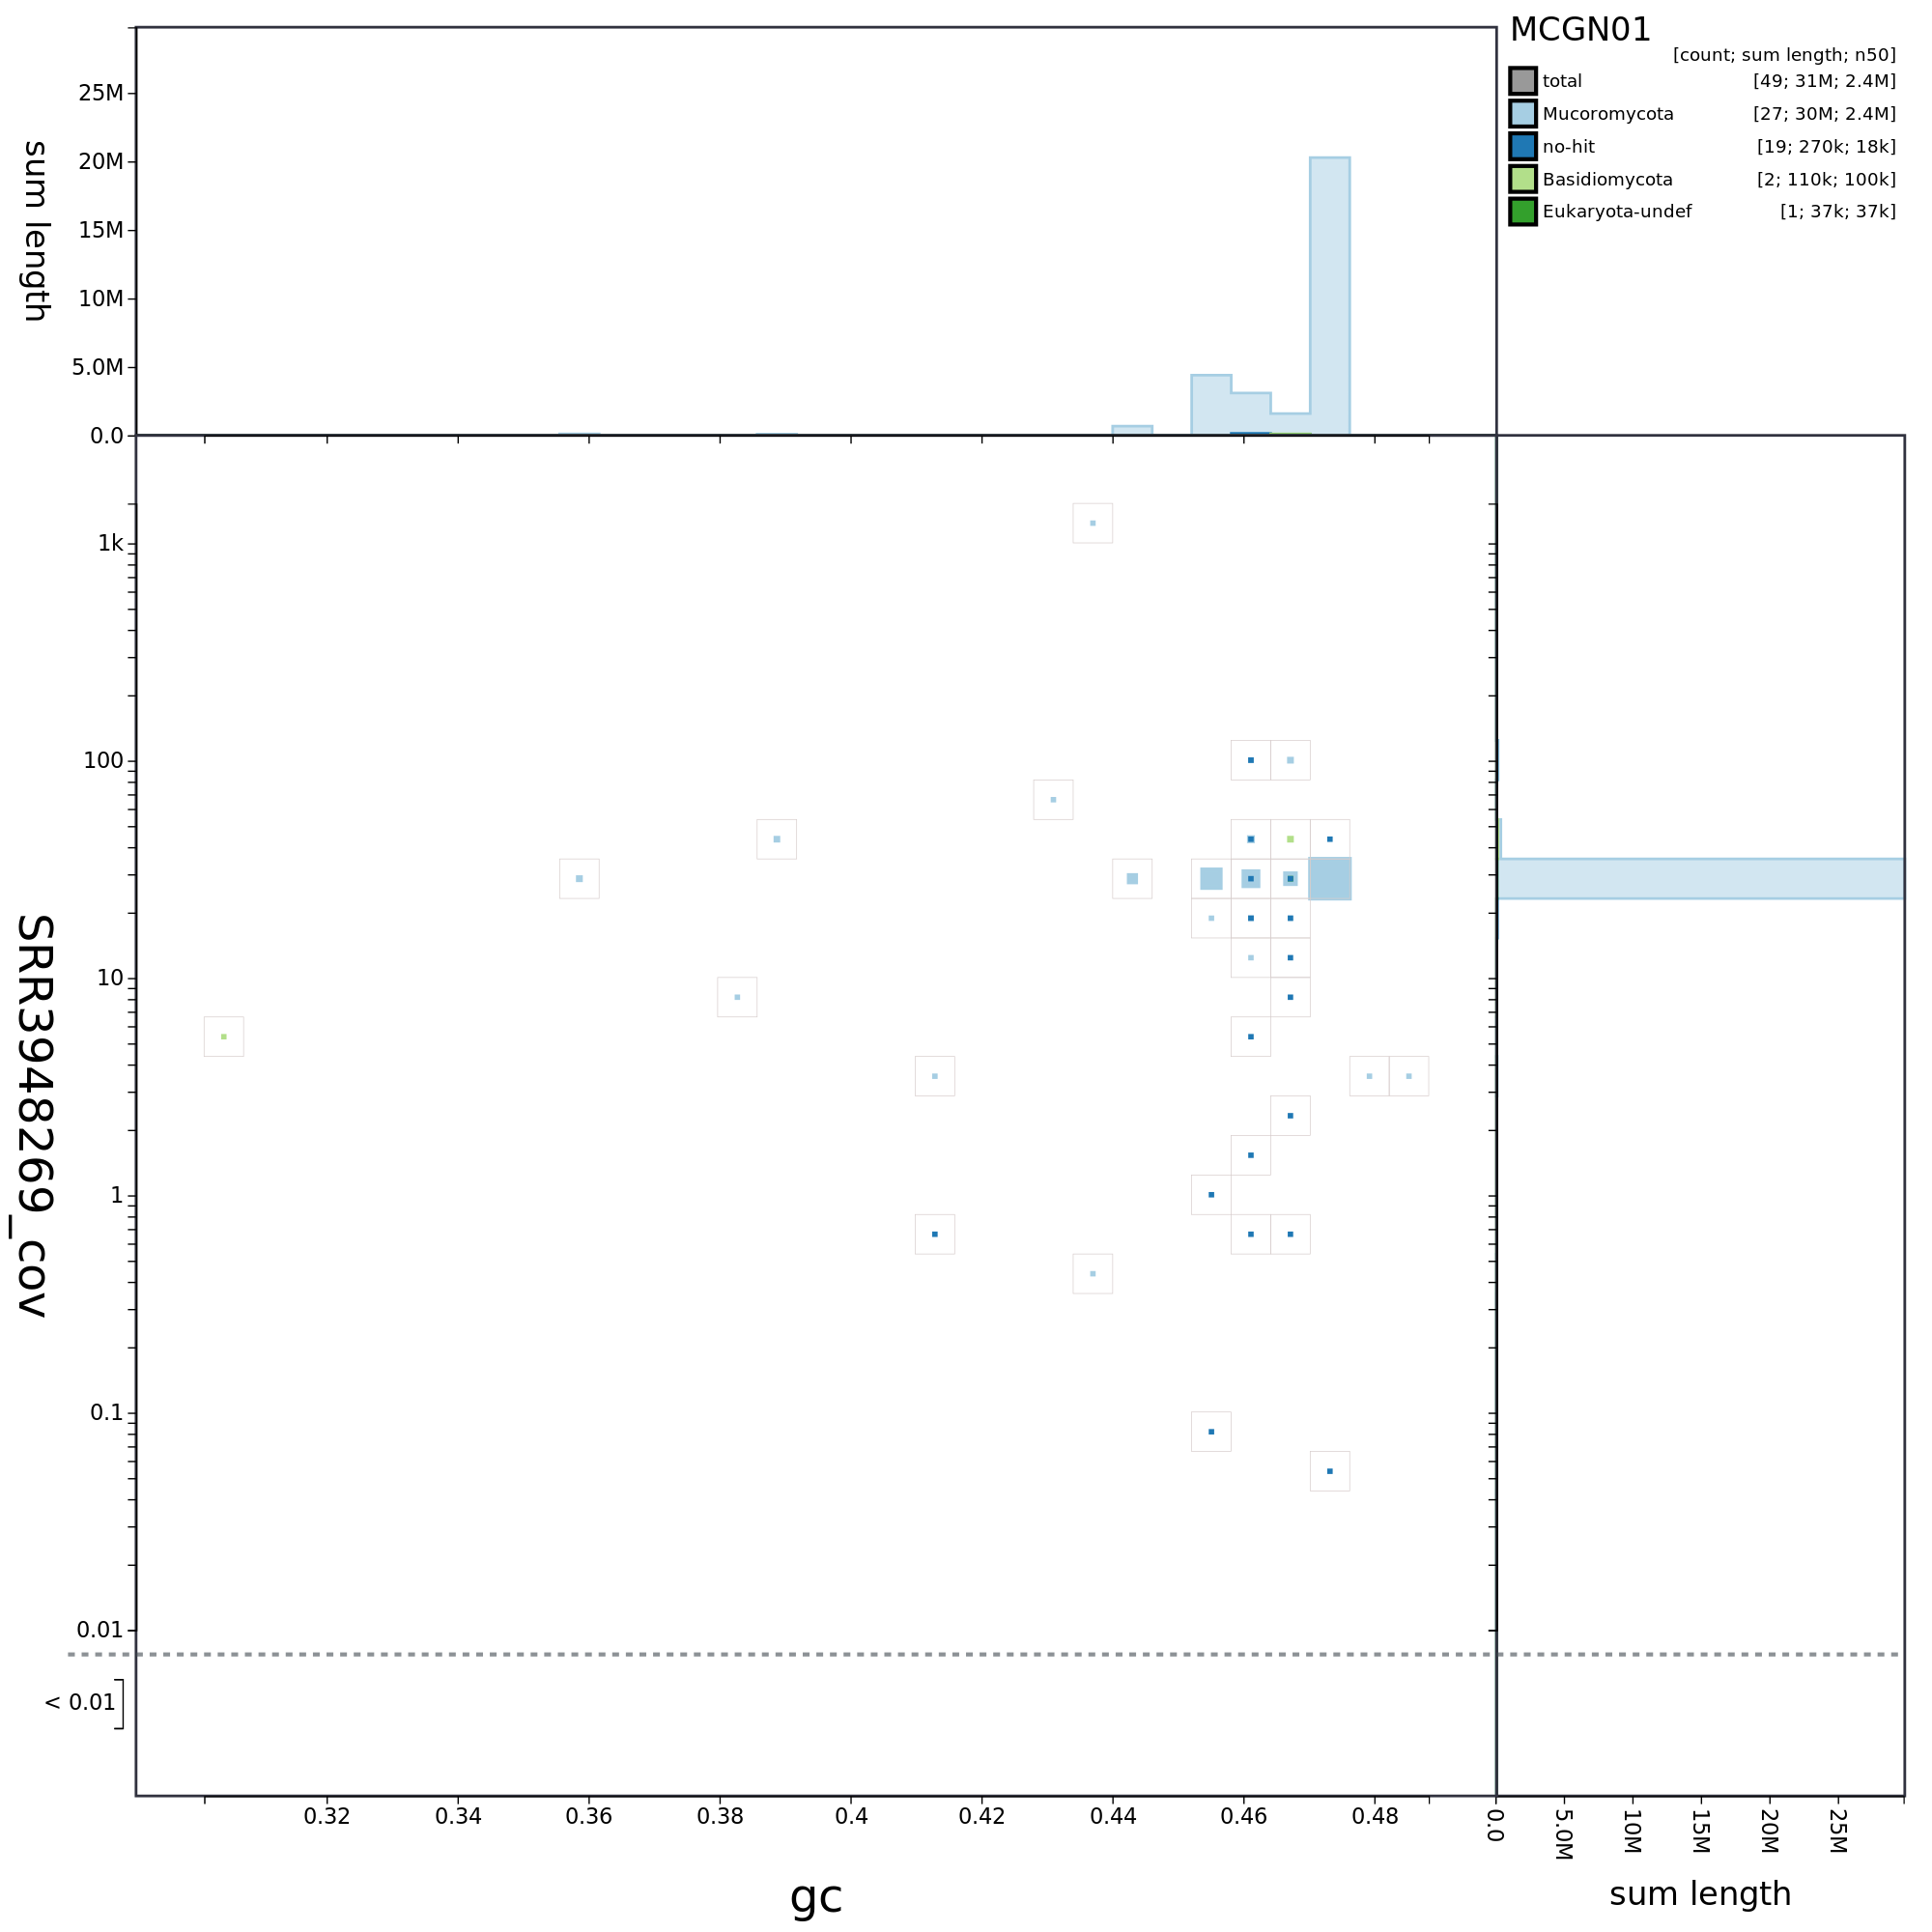 MCGN01
[count; sum length; n50]
total [49; 31M; 2.4M]
Mucoromycota [27; 30M; 2.4M]
no-hit [19; 270k; 18k]
Basidiomycota [2; 110k; 100k]
Eukaryota-undef [1; 37k; 37k]
sum length
25M
20M
15M
10M
5.0M
0.0
SRR3948269_cov
1k
100
10
1
0.1
0.01
< 0.01
0.32 0.34 0.36 0.38 0.4 0.42 0.44 0.46 0.48
gc
0.0 5.0M 10M 15M 20M 25M
sum length